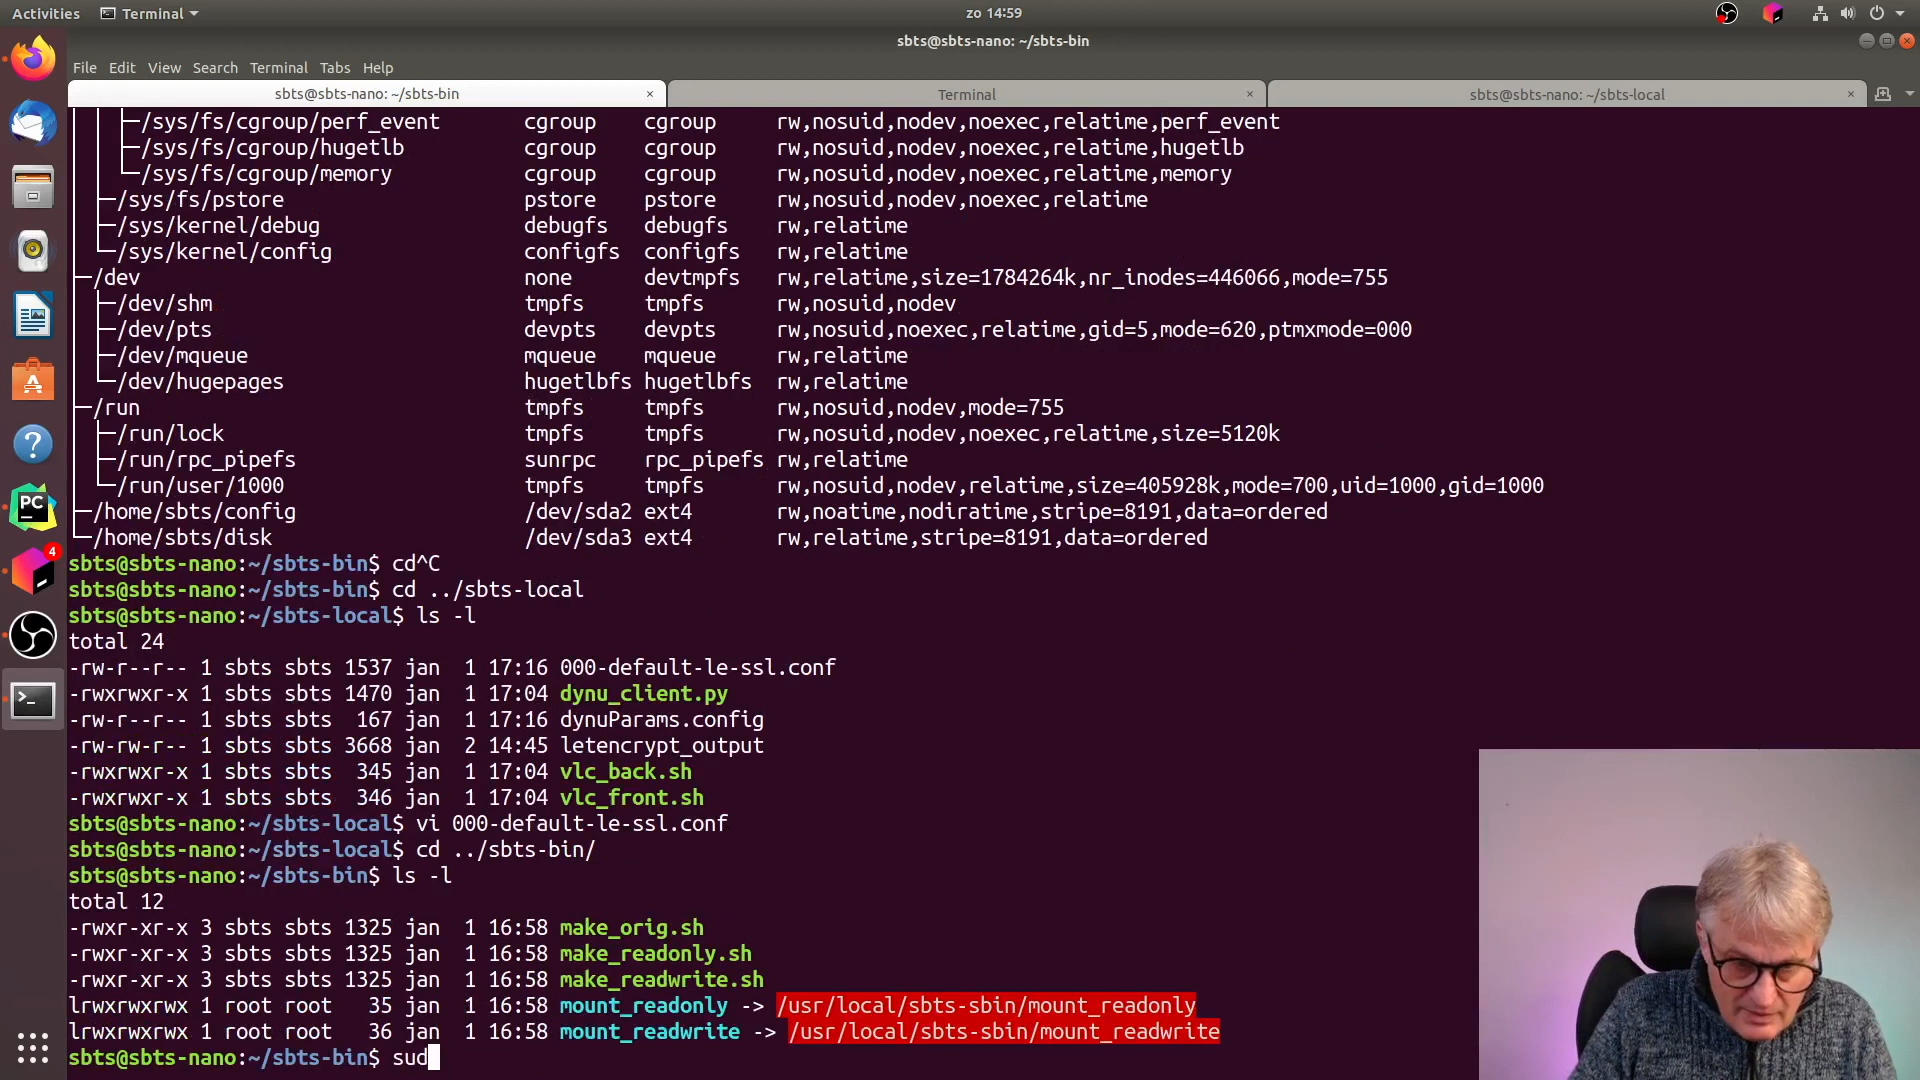 Activities Terminal zo 14:59
sbts@sbts-nano: ~/sbts-bin
File Edit View Search Terminal Tabs Help
sbts@sbts-nano: ~/sbts-bin × Terminal × sbts@sbts-nano: ~/sbts-local ×
├─/sys/fs/cgroup/perf_event cgroup cgroup rw,nosuid,nodev,noexec,relatime,perf_event
├─/sys/fs/cgroup/hugetlb cgroup cgroup rw,nosuid,nodev,noexec,relatime,hugetlb
└─/sys/fs/cgroup/memory cgroup cgroup rw,nosuid,nodev,noexec,relatime,memory
├─/sys/fs/pstore pstore pstore rw,nosuid,nodev,noexec,relatime
├─/sys/kernel/debug debugfs debugfs rw,relatime
└─/sys/kernel/config configfs configfs rw,relatime
├─/dev none devtmpfs rw,relatime,size=1784264k,nr_inodes=446066,mode=755
├─/dev/shm tmpfs tmpfs rw,nosuid,nodev
├─/dev/pts devpts devpts rw,nosuid,noexec,relatime,gid=5,mode=620,ptmxmode=000
├─/dev/mqueue mqueue mqueue rw,relatime
└─/dev/hugepages hugetlbfs hugetlbfs rw,relatime
├─/run tmpfs tmpfs rw,nosuid,nodev,mode=755
├─/run/lock tmpfs tmpfs rw,nosuid,nodev,noexec,relatime,size=5120k
├─/run/rpc_pipefs sunrpc rpc_pipefs rw,relatime
└─/run/user/1000 tmpfs tmpfs rw,nosuid,nodev,relatime,size=405928k,mode=700,uid=1000,gid=1000
├─/home/sbts/config /dev/sda2 ext4 rw,noatime,nodiratime,stripe=8191,data=ordered
└─/home/sbts/disk /dev/sda3 ext4 rw,relatime,stripe=8191,data=ordered
sbts@sbts-nano:~/sbts-bin$ cd^C
sbts@sbts-nano:~/sbts-bin$ cd ../sbts-local
sbts@sbts-nano:~/sbts-local$ ls -l
total 24
-rw-r--r-- 1 sbts sbts 1537 jan 1 17:16 000-default-le-ssl.conf
-rwxrwxr-x 1 sbts sbts 1470 jan 1 17:04 dynu_client.py
-rw-r--r-- 1 sbts sbts 167 jan 1 17:16 dynuParams.config
-rw-rw-r-- 1 sbts sbts 3668 jan 2 14:45 letencrypt_output
-rwxrwxr-x 1 sbts sbts 345 jan 1 17:04 vlc_back.sh
-rwxrwxr-x 1 sbts sbts 346 jan 1 17:04 vlc_front.sh
sbts@sbts-nano:~/sbts-local$ vi 000-default-le-ssl.conf
sbts@sbts-nano:~/sbts-local$ cd ../sbts-bin/
sbts@sbts-nano:~/sbts-bin$ ls -l
total 12
-rwxr-xr-x 3 sbts sbts 1325 jan 1 16:58 make_orig.sh
-rwxr-xr-x 3 sbts sbts 1325 jan 1 16:58 make_readonly.sh
-rwxr-xr-x 3 sbts sbts 1325 jan 1 16:58 make_readwrite.sh
lrwxrwxrwx 1 root root 35 jan 1 16:58 mount_readonly -> /usr/local/sbts-sbin/mount_readonly
lrwxrwxrwx 1 root root 36 jan 1 16:58 mount_readwrite -> /usr/local/sbts-sbin/mount_readwrite
sbts@sbts-nano:~/sbts-bin$ sud
PC
4